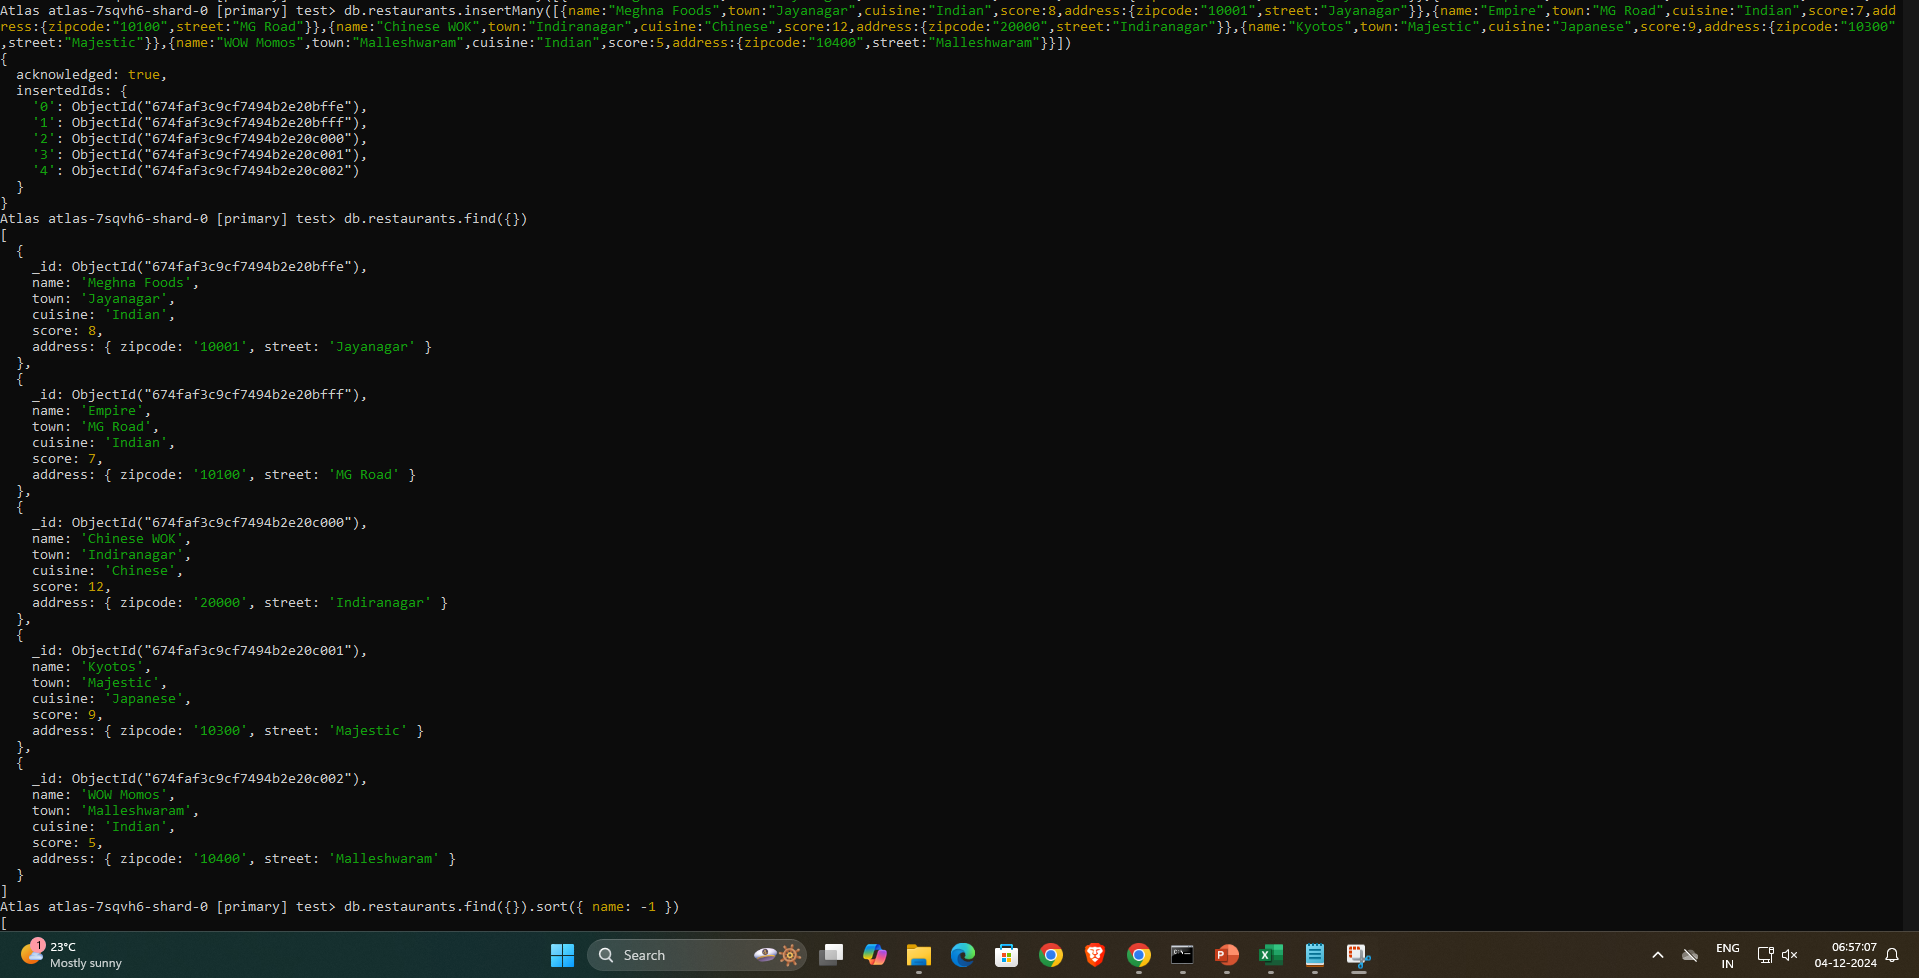 Atlas atlas-7sqvh6-shard-0 [primary] test> db.restaurants.insertMany([{name:"Meghna Foods",town:"Jayanagar",cuisine:"Indian",score:8,address:{zipcode:"10001",street:"Jayanagar"}},{name:"Empire",town:"MG Road",cuisine:"Indian",score:7,add
ress:{zipcode:"10100",street:"MG Road"}},{name:"Chinese WOK",town:"Indiranagar",cuisine:"Chinese",score:12,address:{zipcode:"20000",street:"Indiranagar"}},{name:"Kyotos",town:"Majestic",cuisine:"Japanese",score:9,address:{zipcode:"10300"
,street:"Majestic"}},{name:"WOW Momos",town:"Malleshwaram",cuisine:"Indian",score:5,address:{zipcode:"10400",street:"Malleshwaram"}}])
{
  acknowledged: true,
  insertedIds: {
    '0': ObjectId("674faf3c9cf7494b2e20bffe"),
    '1': ObjectId("674faf3c9cf7494b2e20bfff"),
    '2': ObjectId("674faf3c9cf7494b2e20c000"),
    '3': ObjectId("674faf3c9cf7494b2e20c001"),
    '4': ObjectId("674faf3c9cf7494b2e20c002")
  }
}
Atlas atlas-7sqvh6-shard-0 [primary] test> db.restaurants.find({})
[
  {
    _id: ObjectId("674faf3c9cf7494b2e20bffe"),
    name: 'Meghna Foods',
    town: 'Jayanagar',
    cuisine: 'Indian',
    score: 8,
    address: { zipcode: '10001', street: 'Jayanagar' }
  },
  {
    _id: ObjectId("674faf3c9cf7494b2e20bfff"),
    name: 'Empire',
    town: 'MG Road',
    cuisine: 'Indian',
    score: 7,
    address: { zipcode: '10100', street: 'MG Road' }
  },
  {
    _id: ObjectId("674faf3c9cf7494b2e20c000"),
    name: 'Chinese WOK',
    town: 'Indiranagar',
    cuisine: 'Chinese',
    score: 12,
    address: { zipcode: '20000', street: 'Indiranagar' }
  },
  {
    _id: ObjectId("674faf3c9cf7494b2e20c001"),
    name: 'Kyotos',
    town: 'Majestic',
    cuisine: 'Japanese',
    score: 9,
    address: { zipcode: '10300', street: 'Majestic' }
  },
  {
    _id: ObjectId("674faf3c9cf7494b2e20c002"),
    name: 'WOW Momos',
    town: 'Malleshwaram',
    cuisine: 'Indian',
    score: 5,
    address: { zipcode: '10400', street: 'Malleshwaram' }
  }
]
Atlas atlas-7sqvh6-shard-0 [primary] test> db.restaurants.find({}).sort({ name: -1 })
[
1
23°C
Mostly sunny
Search
ENG
IN
06:57:07
04-12-2024